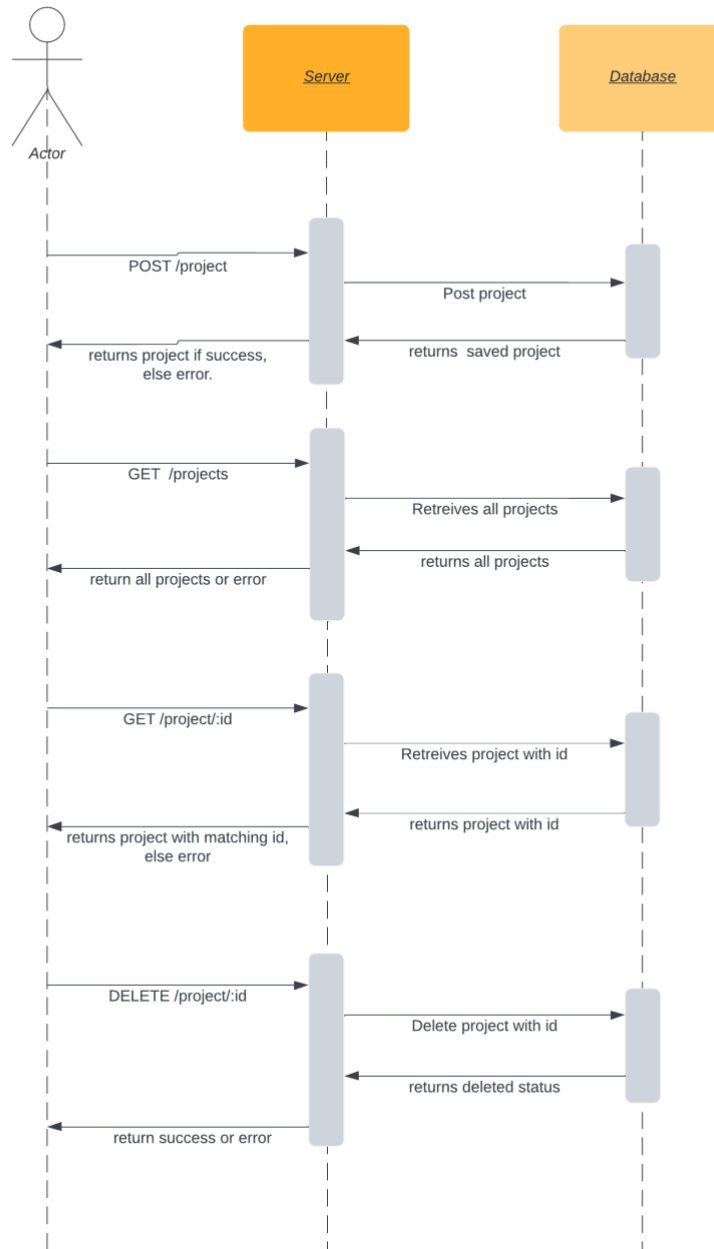 Server
Database
Actor
POST /project
Post project
returns  saved project
returns project if success,
else error.
GET  /projects
Retreives all projects
returns all projects
return all projects or error
GET /project/:id
Retreives project with id
returns project with id
returns project with matching id,
else error
DELETE /project/:id
Delete project with id
returns deleted status
return success or error